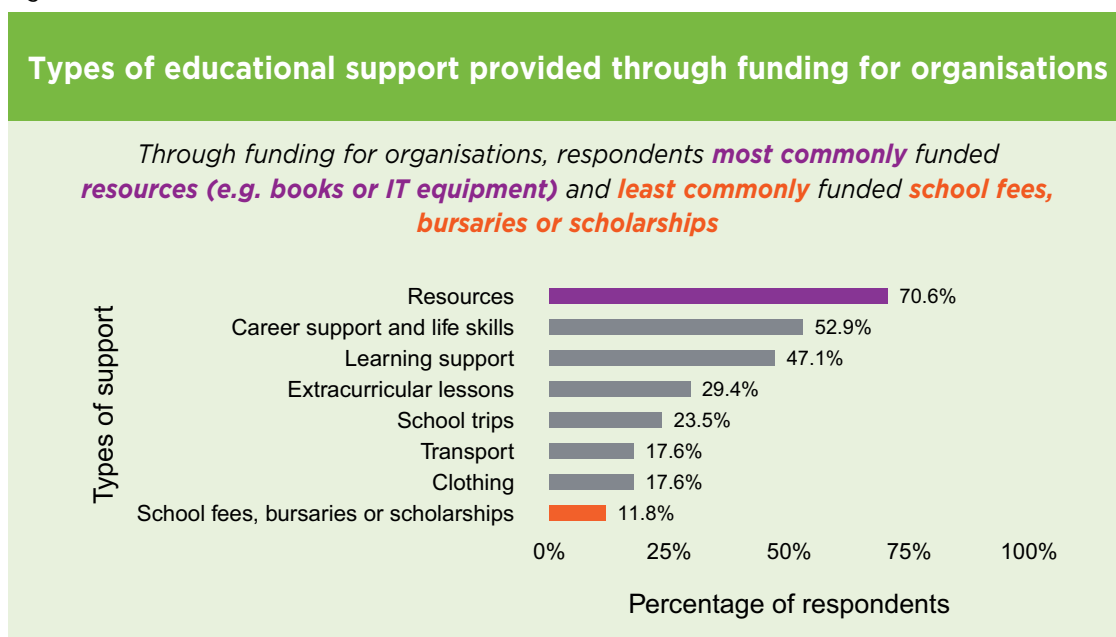 Types of educational support provided through funding for organisations
Through funding for organisations, respondents most commonly funded
resources (e.g. books or IT equipment) and least commonly funded school fees,
bursaries or scholarships
Types of support
Resources 70.6%
Career support and life skills 52.9%
Learning support 47.1%
Extracurricular lessons 29.4%
School trips 23.5%
Transport 17.6%
Clothing 17.6%
School fees, bursaries or scholarships 11.8%
0% 25% 50% 75% 100%
Percentage of respondents